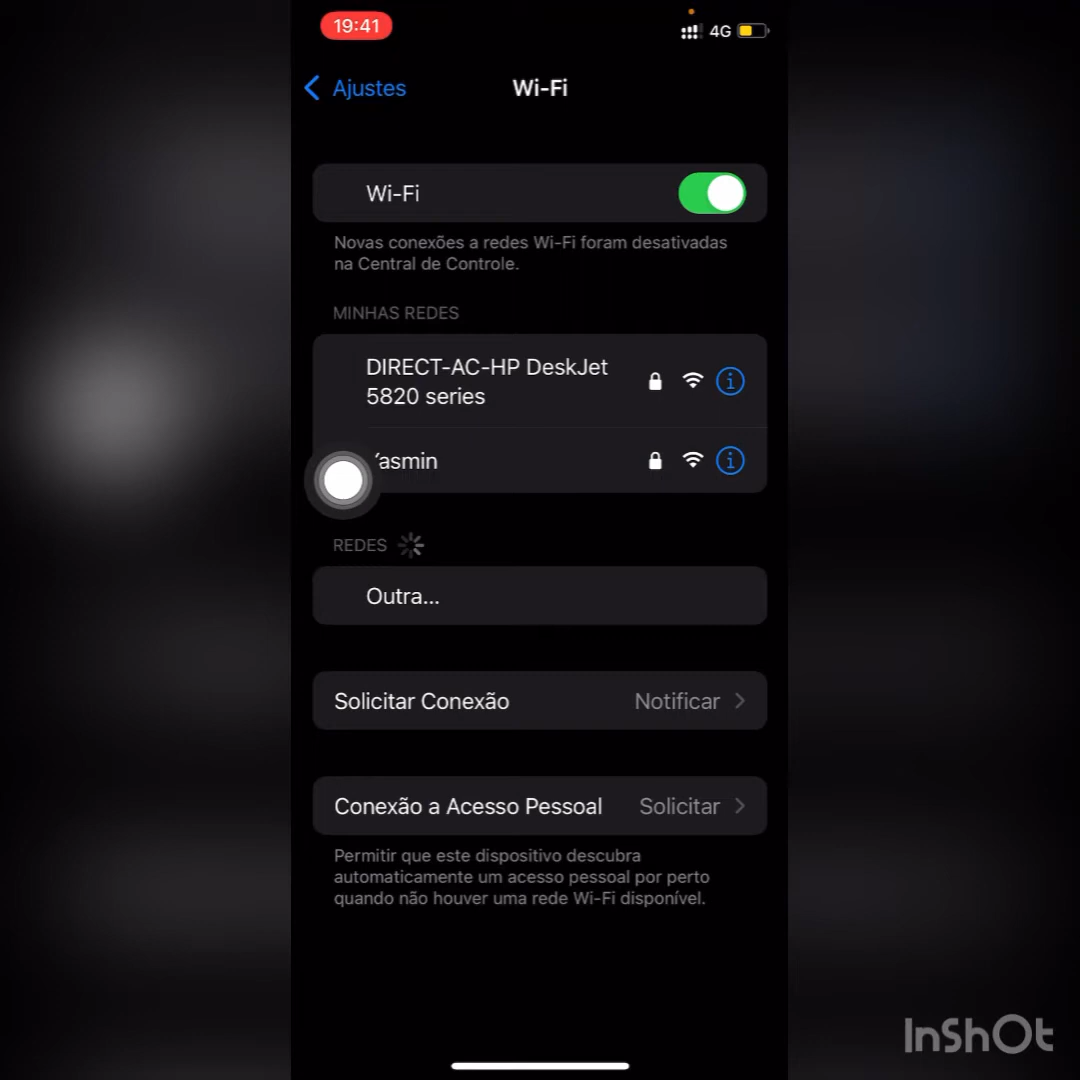 19:41
4G
Ajustes
Wi-Fi
Wi-Fi
Novas conexões a redes Wi-Fi foram desativadas
na Central de Controle.
MINHAS REDES
DIRECT-AC-HP DeskJet
5820 series
Yasmin
REDES
Outra...
Solicitar Conexão Notificar
Conexão a Acesso Pessoal Solicitar
Permitir que este dispositivo descubra
automaticamente um acesso pessoal por perto
quando não houver uma rede Wi-Fi disponível.
InShOt